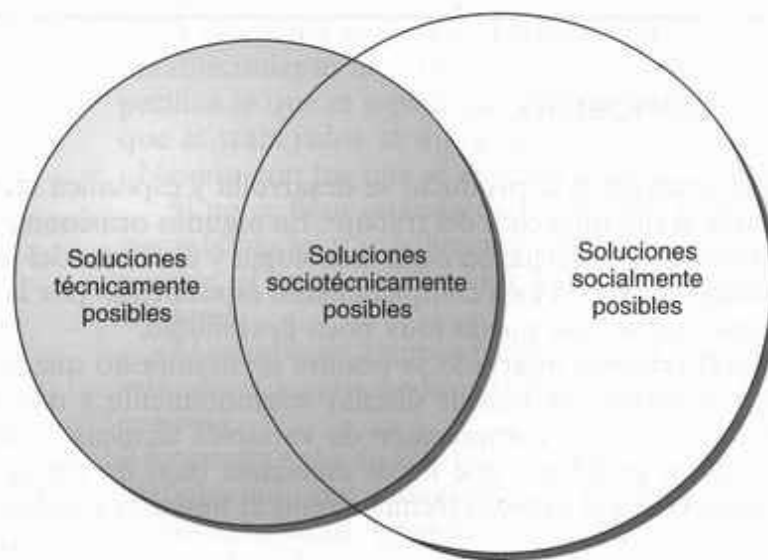 Soluciones
técnicamente
posibles
Soluciones
sociotécnicamente
posibles
Soluciones
socialmente
posibles